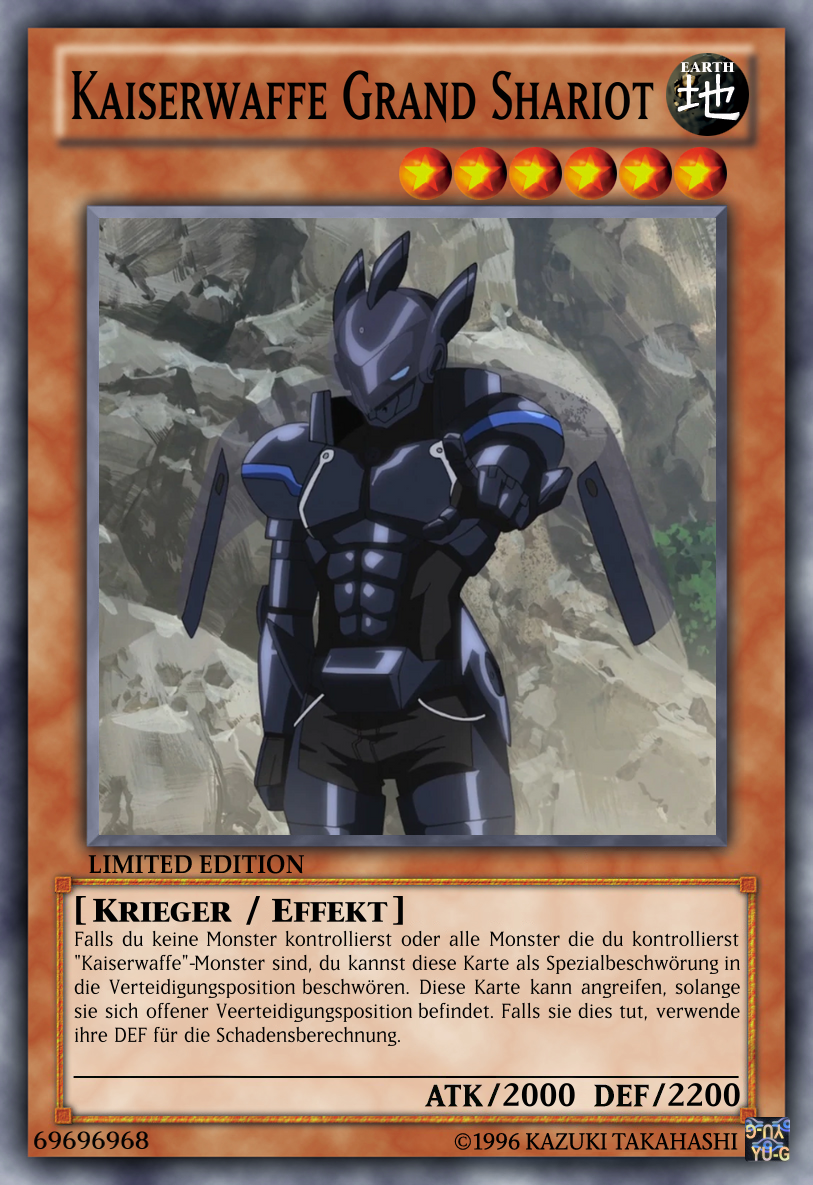 Kaiserwaffe Grand Shariot
EARTH
地
LIMITED EDITION
[ Krieger / Effekt ]
Falls du keine Monster kontrollierst oder alle Monster die du kontrollierst
"Kaiserwaffe"-Monster sind, du kannst diese Karte als Spezialbeschwörung in
die Verteidigungsposition beschwören. Diese Karte kann angreifen, solange
sie sich offener Veerteidigungsposition befindet. Falls sie dies tut, verwende
ihre DEF für die Schadensberechnung.
ATK/2000 DEF/2200
69696968
©1996 KAZUKI TAKAHASHI
YU-G
YU-G